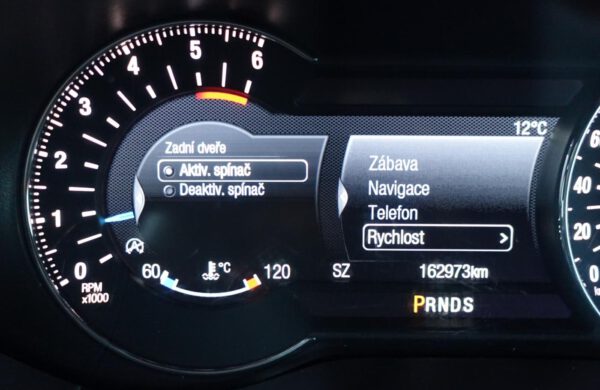 6
5
4
3
2
1
0
RPM
x1000
Zadní dveře
Aktiv. spínač
Deaktiv. spínač
60 °C 120
12°C
Zábava
Navigace
Telefon
Rychlost >
SZ 162973km
PRNDS
40
20
0